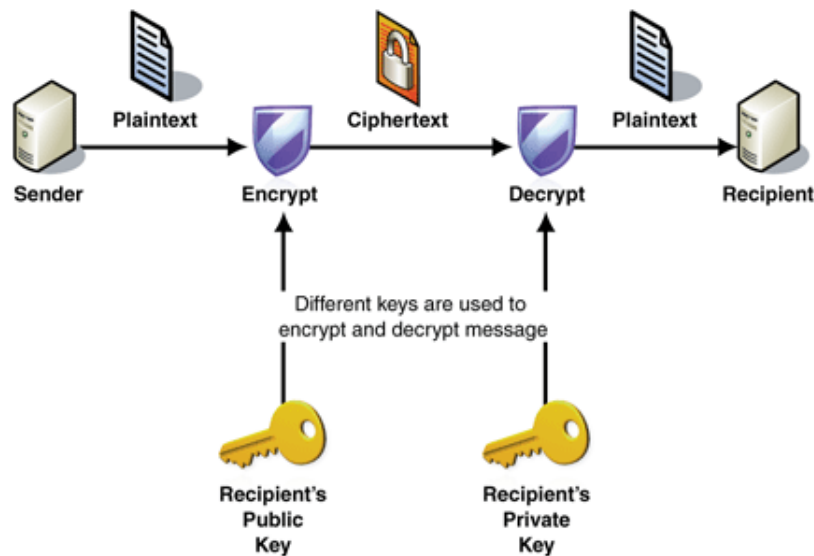 Plaintext
Ciphertext
Plaintext
Sender
Encrypt
Decrypt
Recipient
Different keys are used to
encrypt and decrypt message
Recipient's
Public
Key
Recipient's
Private
Key